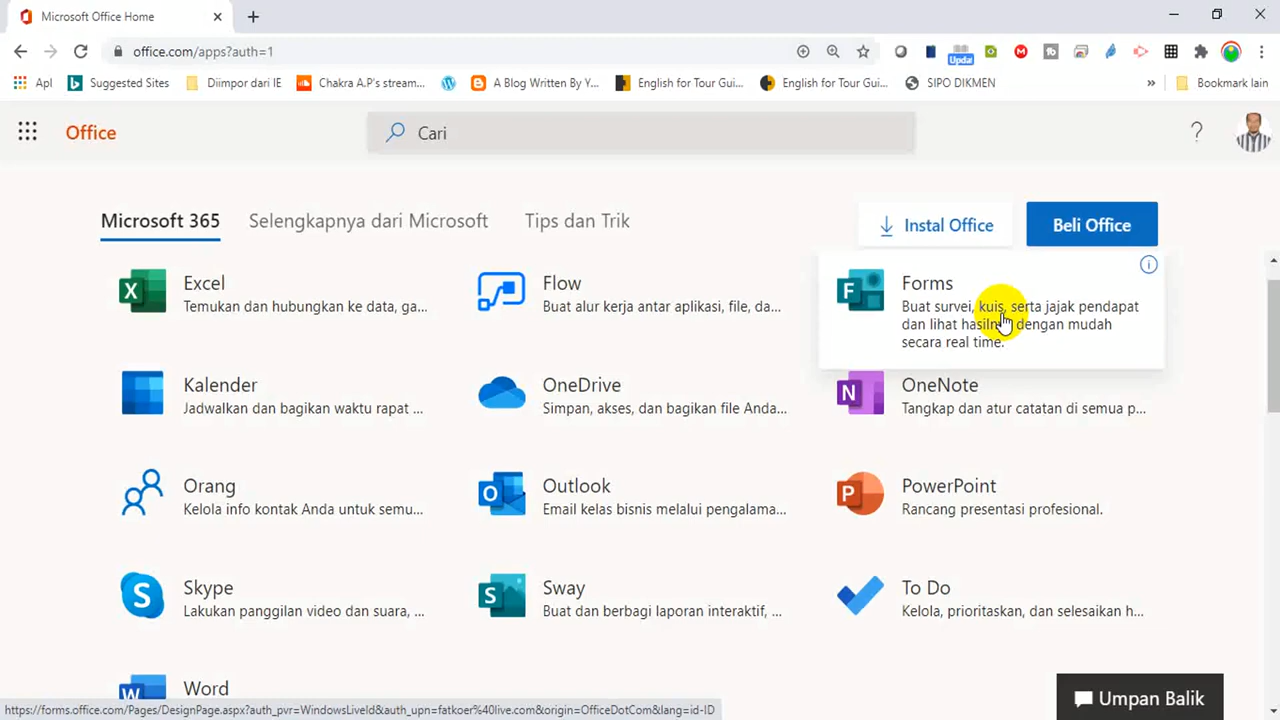 Microsoft Office Home
office.com/apps?auth=1
Updat
Apl
Suggested Sites
Diimpor dari IE
Chakra A.P's stream...
A Blog Written By Y...
English for Tour Gui...
English for Tour Gui...
SIPO DIKMEN
»
Bookmark lain
Office
Cari
?
Microsoft 365
Selengkapnya dari Microsoft
Tips dan Trik
Instal Office
Beli Office
Excel
Temukan dan hubungkan ke data, ga...
Flow
Buat alur kerja antar aplikasi, file, da...
Forms
Buat survei, kuis, serta jajak pendapat
dan lihat hasilnya dengan mudah
secara real time.
Kalender
Jadwalkan dan bagikan waktu rapat ...
OneDrive
Simpan, akses, dan bagikan file Anda...
OneNote
Tangkap dan atur catatan di semua p...
Orang
Kelola info kontak Anda untuk semu...
Outlook
Email kelas bisnis melalui pengalama...
PowerPoint
Rancang presentasi profesional.
Skype
Lakukan panggilan video dan suara, ...
Sway
Buat dan berbagi laporan interaktif, ...
To Do
Kelola, prioritaskan, dan selesaikan h...
Word
Umpan Balik
https://forms.office.com/Pages/DesignPage.aspx?auth_pvr=WindowsLiveId&auth_upn=fatkoer%40live.com&origin=OfficeDotCom&lang=id-ID